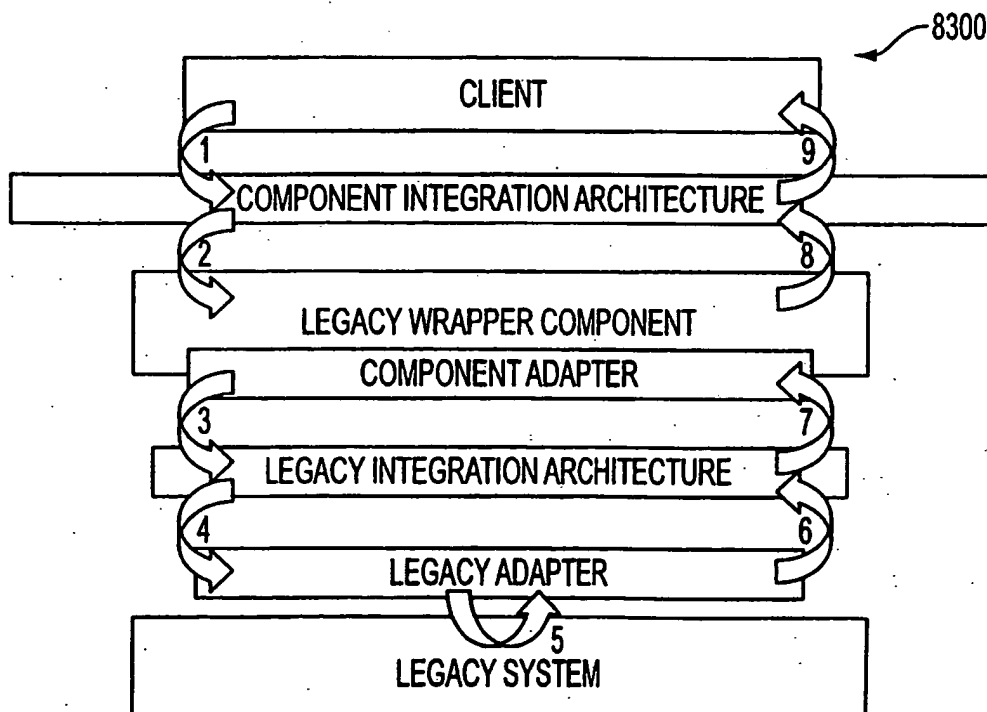 8300
CLIENT
1
9
COMPONENT INTEGRATION ARCHITECTURE
2
8
LEGACY WRAPPER COMPONENT
COMPONENT ADAPTER
3
7
LEGACY INTEGRATION ARCHITECTURE
4
6
LEGACY ADAPTER
5
LEGACY SYSTEM